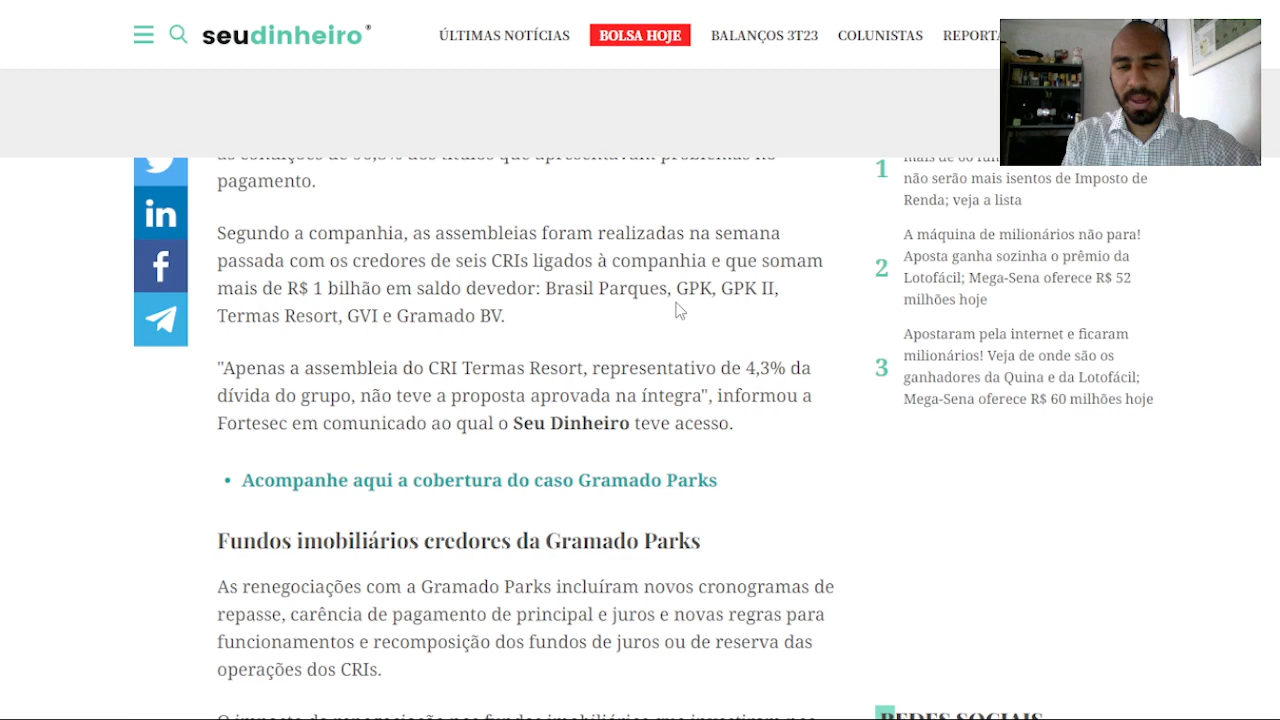 seudinheiro
ÚLTIMAS NOTÍCIAS
BOLSA HOJE
BALANÇOS 3T23
COLUNISTAS
REPORTA
pagamento.
Segundo a companhia, as assembleias foram realizadas na semana
passada com os credores de seis CRIs ligados à companhia e que somam
mais de R$ 1 bilhão em saldo devedor: Brasil Parques, GPK, GPK II,
Termas Resort, GVI e Gramado BV.
"Apenas a assembleia do CRI Termas Resort, representativo de 4,3% da
dívida do grupo, não teve a proposta aprovada na íntegra", informou a
Fortesec em comunicado ao qual o Seu Dinheiro teve acesso.
• Acompanhe aqui a cobertura do caso Gramado Parks
Fundos imobiliários credores da Gramado Parks
As renegociações com a Gramado Parks incluíram novos cronogramas de
repasse, carência de pagamento de principal e juros e novas regras para
funcionamentos e recomposição dos fundos de juros ou de reserva das
operações dos CRIs.
1
não serão mais isentos de Imposto de
Renda; veja a lista
2
A máquina de milionários não para!
Aposta ganha sozinha o prêmio da
Lotofácil; Mega-Sena oferece R$ 52
milhões hoje
3
Apostaram pela internet e ficaram
milionários! Veja de onde são os
ganhadores da Quina e da Lotofácil;
Mega-Sena oferece R$ 60 milhões hoje
REDES SOCIAIS